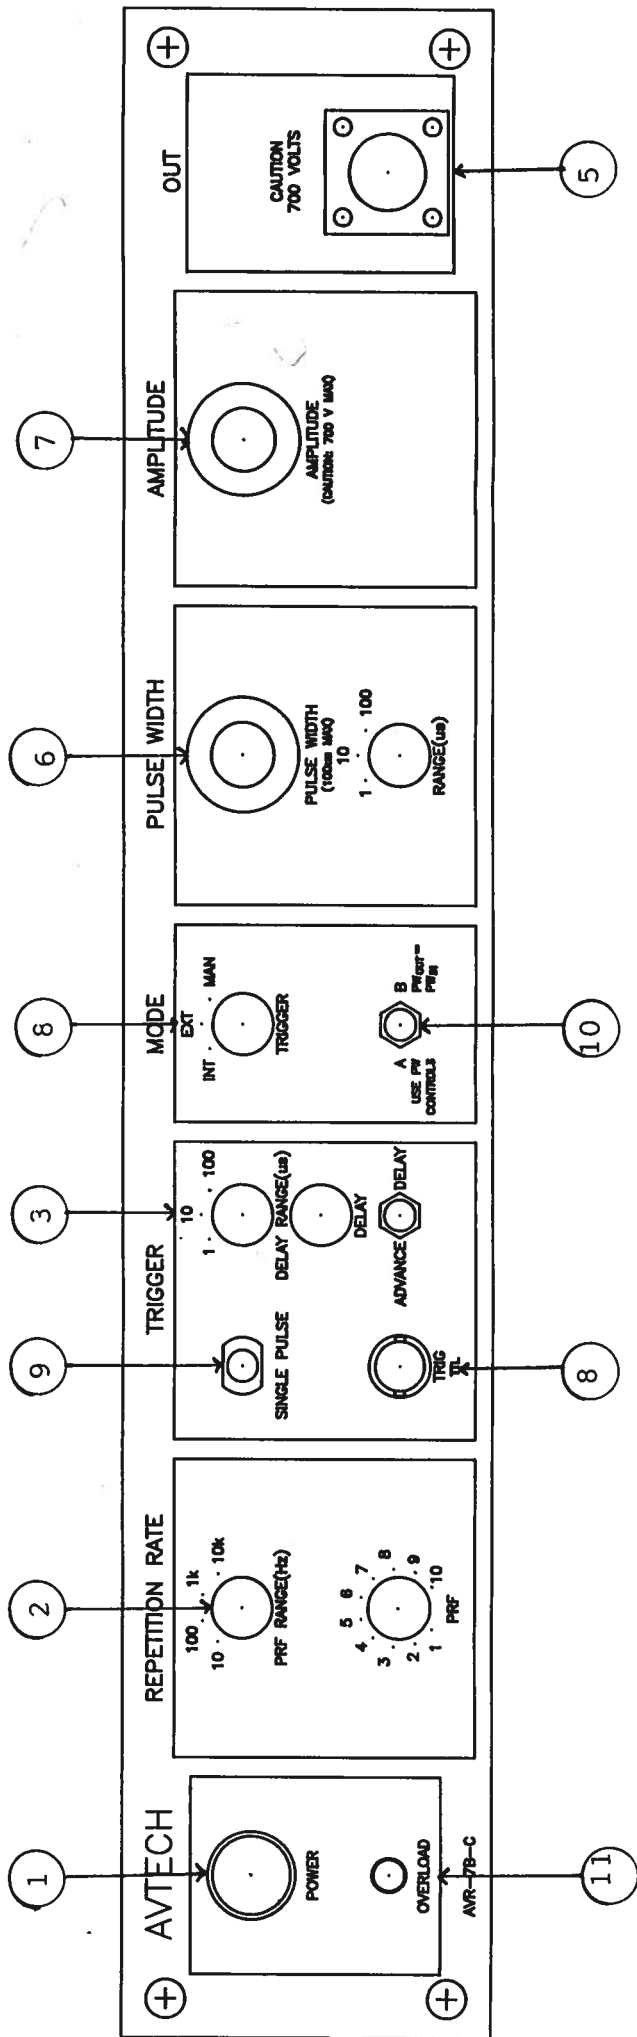 1
2
9
3
8
6
7
AVTECH
REPETITION RATE
TRIGGER
MODE
PULSE WIDTH
AMPLITUDE
OUT
POWER
OVERLOAD
AVR-7B-C
10
100
1k
10k
PRF RANGE(Hz)
1
2
3
4
5
6
7
8
9
10
PRF
SINGLE PULSE
TRIG
TTL
1
10
100
DELAY RANGE(us)
DELAY
ADVANCE
DELAY
INT
EXT
MAN
TRIGGER
A
USE PW
CONTROLS
B
PWOUT=
PWIN
PULSE WIDTH
(100us MAX)
1
10
100
RANGE(us)
AMPLITUDE
(CAUTION: 700 V MAX)
CAUTION
700 VOLTS
11
8
10
5